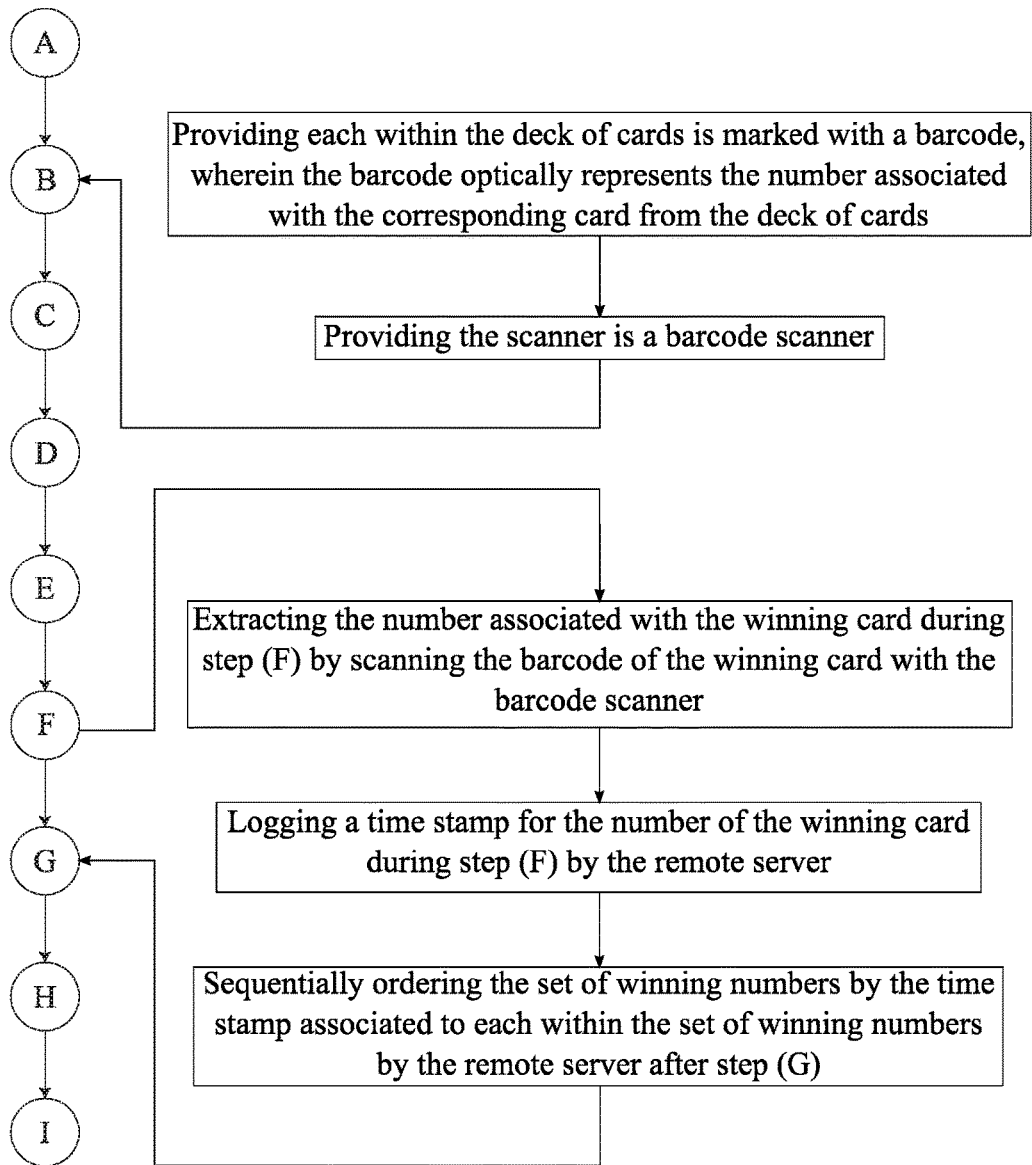 A
Providing each within the deck of cards is marked with a barcode,
B
wherein the barcode optically represents the number associated
with the corresponding card from the deck of cards
C
Providing the scanner is a barcode scanner
D
E
Extracting the number associated with the winning card during
step (F) by scanning the barcode of the winning card with the
barcode scanner
F
Logging a time stamp for the number of the winning card
during step (F) by the remote server
G
Sequentially ordering the set of winning numbers by the time
stamp associated to each within the set of winning numbers
by the remote server after step (G)
H
I